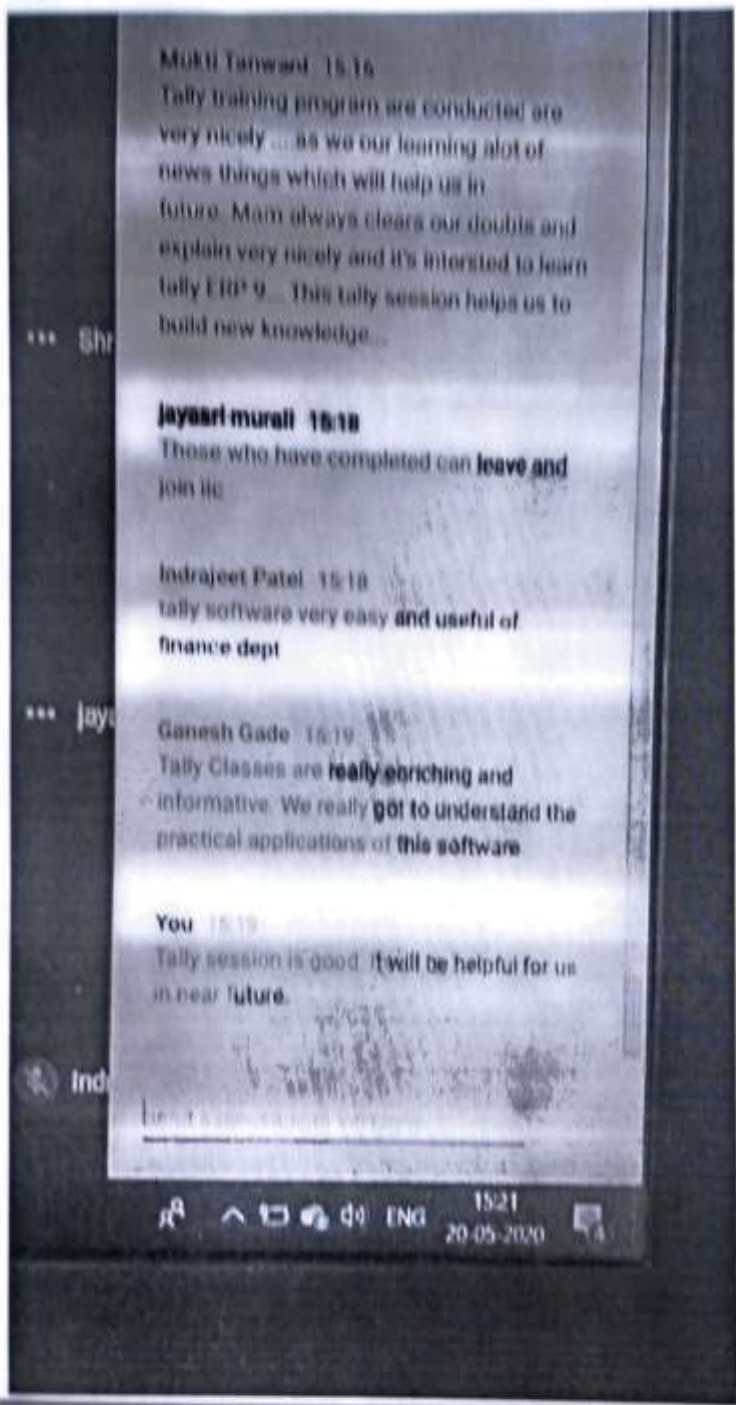 Mukti Tanwani 15:16
Tally training program are conducted are
very nicely ... as we our learning alot of
news things which will help us in
future. Mam always clears our doubts and
explain very nicely and it's intersted to learn
tally 9... This tally session helps us to
build new knowledge...
Shr
jayasri murali 15:18
Those who have completed can leave and
join iic
Indrajeet Patel 15:18
tally software very easy and useful of
finance dept
jaya
Ganesh Gade 15:19
Tally Classes are really enriching and
informative. We really got to understand the
practical applications of this software
You 15:19
Tally session is good. It will be helpful for us
in near future.
Ind
ENG
15:21
20-05-2020
4